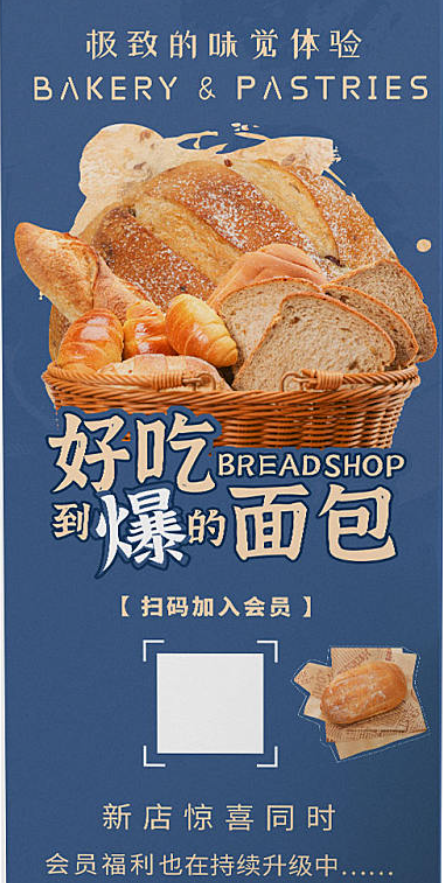 极致的味觉体验
BAKERY & PASTRIES
好吃
BREADSHOP
到爆的面包
【 扫码加入会员 】
新店惊喜同时
会员福利也在持续升级中......